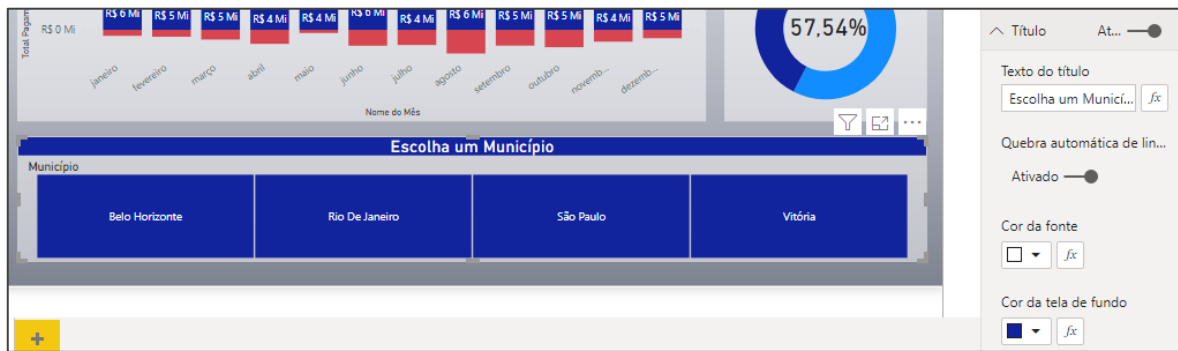 Total Pagam
R$ 0 Mi
R$ 6 Mi R$ 5 Mi R$ 5 Mi R$ 4 Mi R$ 4 Mi R$ 6 Mi R$ 4 Mi R$ 6 Mi R$ 5 Mi R$ 5 Mi R$ 4 Mi R$ 5 Mi
janeiro fevereiro março abril maio junho julho agosto setembro outubro novemb... dezemb...
Nome do Mês
57,54%
Escolha um Município
Município
Belo Horizonte Rio De Janeiro São Paulo Vitória
+
Título At...
Texto do título
Escolha um Municí... fx
Quebra automática de lin...
Ativado
Cor da fonte
fx
Cor da tela de fundo
fx